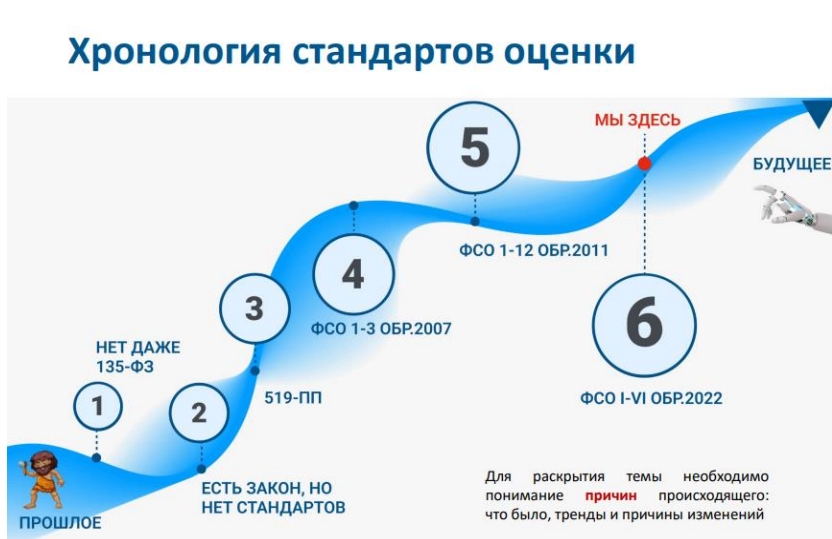 Хронология стандартов оценки
МЫ ЗДЕСЬ
БУДУЩЕЕ
5
ФСО 1-12 ОБР.2011
4
ФСО 1-3 ОБР.2007
6
ФСО I-VI ОБР.2022
3
519-ПП
НЕТ ДАЖЕ
135-ФЗ
1
2
ЕСТЬ ЗАКОН, НО
НЕТ СТАНДАРТОВ
ПРОШЛОЕ
Для раскрытия темы необходимо
понимание причин происходящего:
что было, тренды и причины изменений